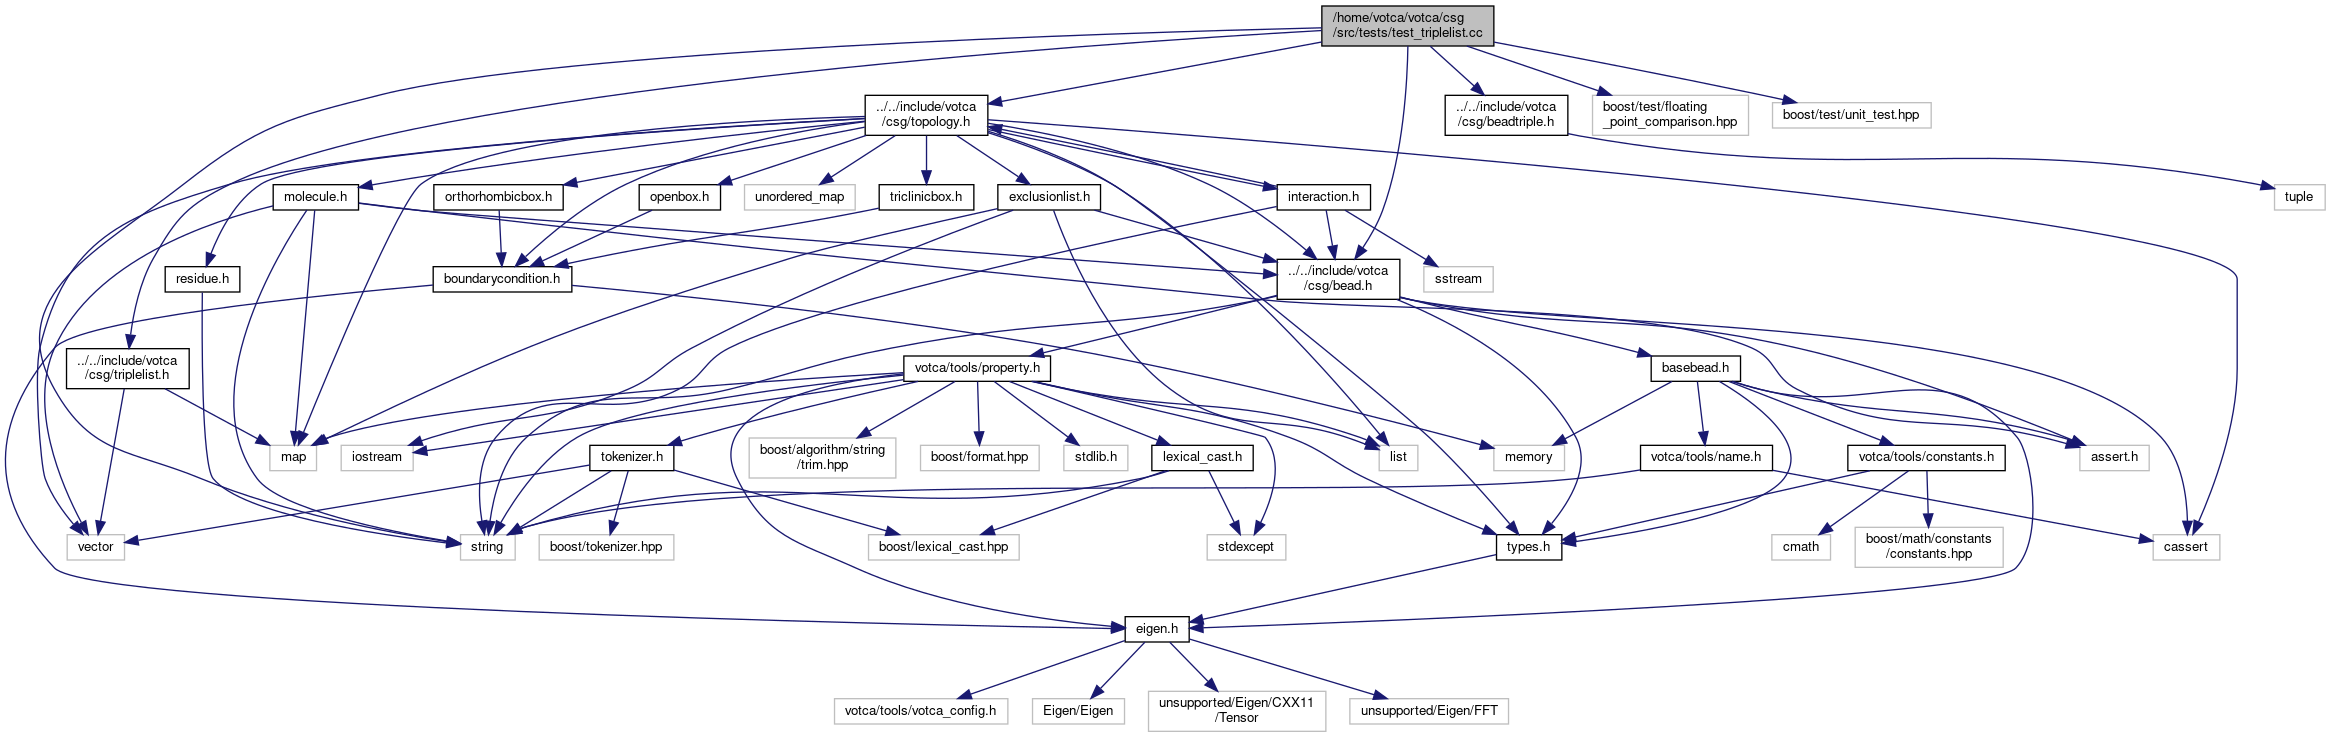 /home/votca/votca/csg
/src/tests/test_triplelist.cc
../../include/votca
/csg/topology.h
../../include/votca
/csg/beadtriple.h
boost/test/floating
_point_comparison.hpp
boost/test/unit_test.hpp
molecule.h
orthorhombicbox.h
openbox.h
unordered_map
triclinicbox.h
exclusionlist.h
interaction.h
tuple
residue.h
boundarycondition.h
../../include/votca
/csg/bead.h
sstream
../../include/votca
/csg/triplelist.h
votca/tools/property.h
basebead.h
map
iostream
tokenizer.h
boost/algorithm/string
/trim.hpp
boost/format.hpp
stdlib.h
lexical_cast.h
list
memory
votca/tools/name.h
votca/tools/constants.h
assert.h
vector
string
boost/tokenizer.hpp
boost/lexical_cast.hpp
stdexcept
types.h
cmath
boost/math/constants
/constants.hpp
cassert
eigen.h
votca/tools/votca_config.h
Eigen/Eigen
unsupported/Eigen/CXX11
/Tensor
unsupported/Eigen/FFT